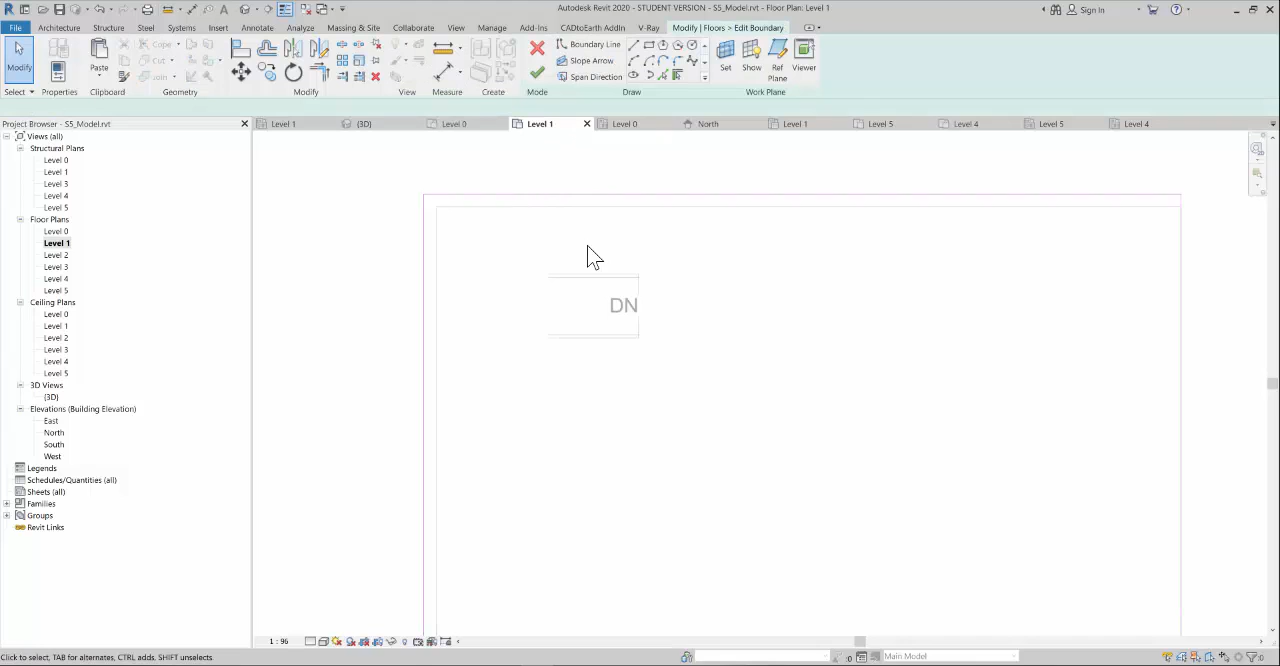 Autodesk Revit 2020 - STUDENT VERSION - S5_Model.rvt - Floor Plan: Level 1
Sign In
File Architecture Structure Steel Systems Insert Annotate Analyze Massing & Site Collaborate View Manage Add-Ins CADtoEarth AddIn V-Ray Modify | Floors > Edit Boundary
Modify
Paste
Cope
Cut
Join
Boundary Line
Slope Arrow
Span Direction
Set Show Ref Plane Viewer
Select Properties Clipboard Geometry Modify View Measure Create Mode Draw Work Plane
Project Browser - S5_Model.rvt
Level 1 (3D) Level 0 Level 1 Level 0 North Level 1 Level 5 Level 4 Level 5 Level 4
Views (all)
Structural Plans
Level 0
Level 1
Level 3
Level 4
Level 5
Floor Plans
Level 0
Level 1
Level 2
Level 3
Level 4
Level 5
Ceiling Plans
Level 0
Level 1
Level 2
Level 3
Level 4
Level 5
3D Views
(3D)
Elevations (Building Elevation)
East
North
South
West
Legends
Schedules/Quantities (all)
Sheets (all)
Families
Groups
Revit Links
DN
1 : 96
Click to select, TAB for alternates, CTRL adds, SHIFT unselects.
:0
Main Model
:0